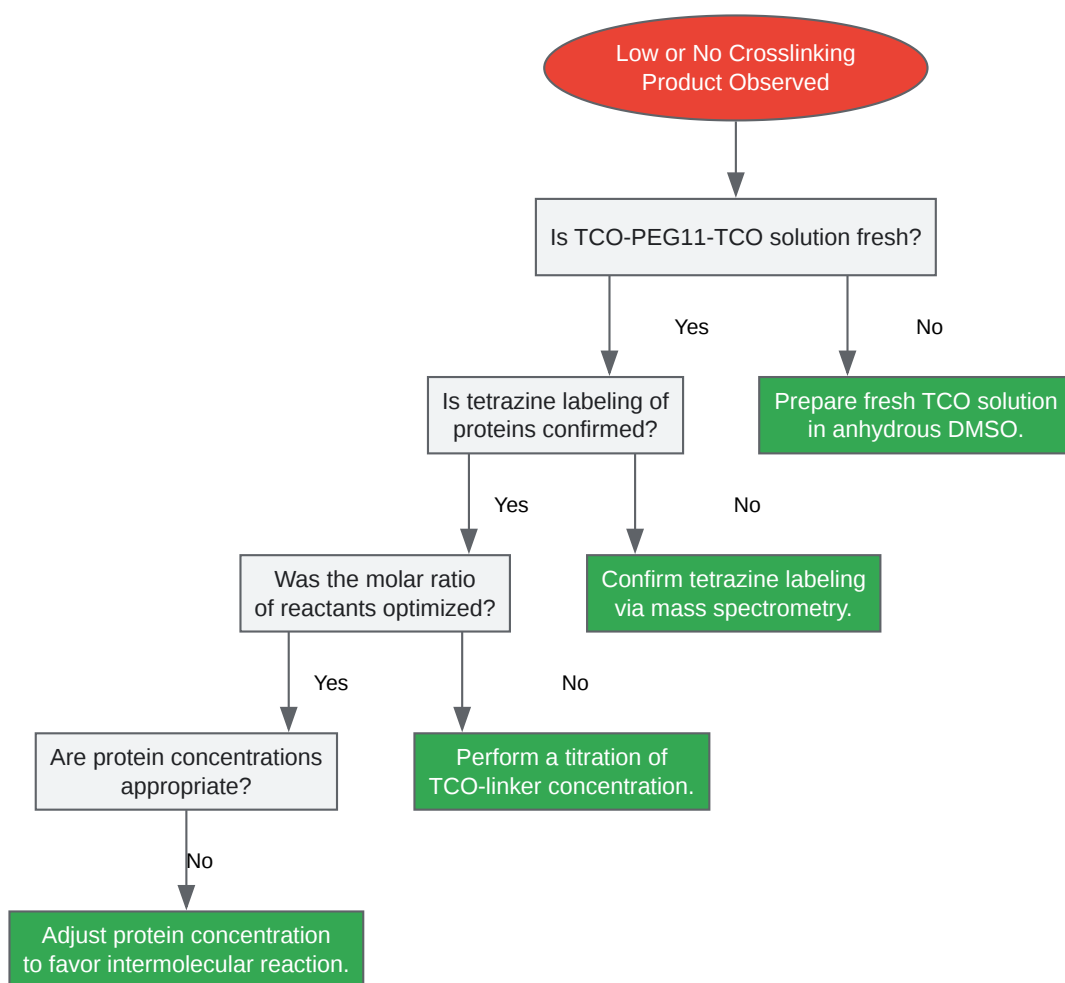 Low or No Crosslinking
Product Observed
Is TCO-PEG11-TCO solution fresh?
Yes
No
Is tetrazine labeling of
proteins confirmed?
Prepare fresh TCO solution
in anhydrous DMSO.
Yes
No
Was the molar ratio
of reactants optimized?
Confirm tetrazine labeling
via mass spectrometry.
Yes
No
Are protein concentrations
appropriate?
Perform a titration of
TCO-linker concentration.
No
Adjust protein concentration
to favor intermolecular reaction.